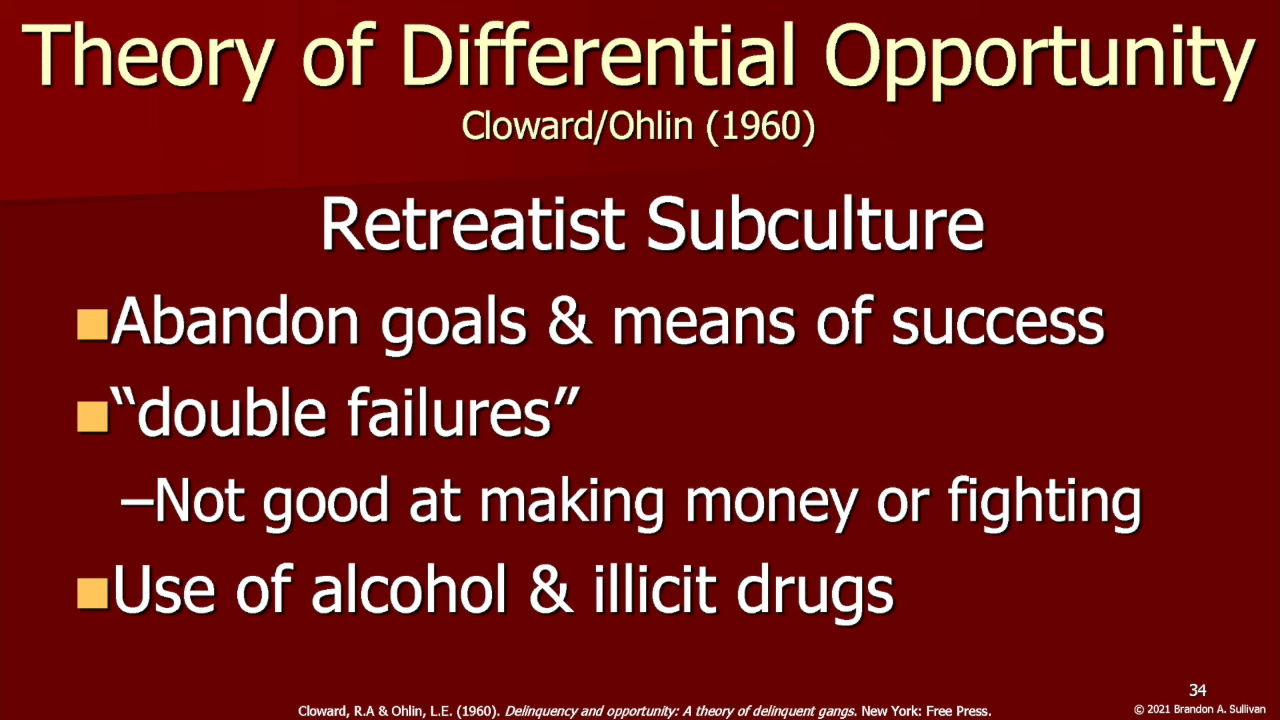 Theory of Differential Opportunity
Cloward/Ohlin (1960)
Retreatist Subculture
Abandon goals & means of success
“double failures”
–Not good at making money or fighting
Use of alcohol & illicit drugs
34
Cloward, R.A & Ohlin, L.E. (1960). Delinquency and opportunity: A theory of delinquent gangs. New York: Free Press.
© 2021 Brandon A. Sullivan